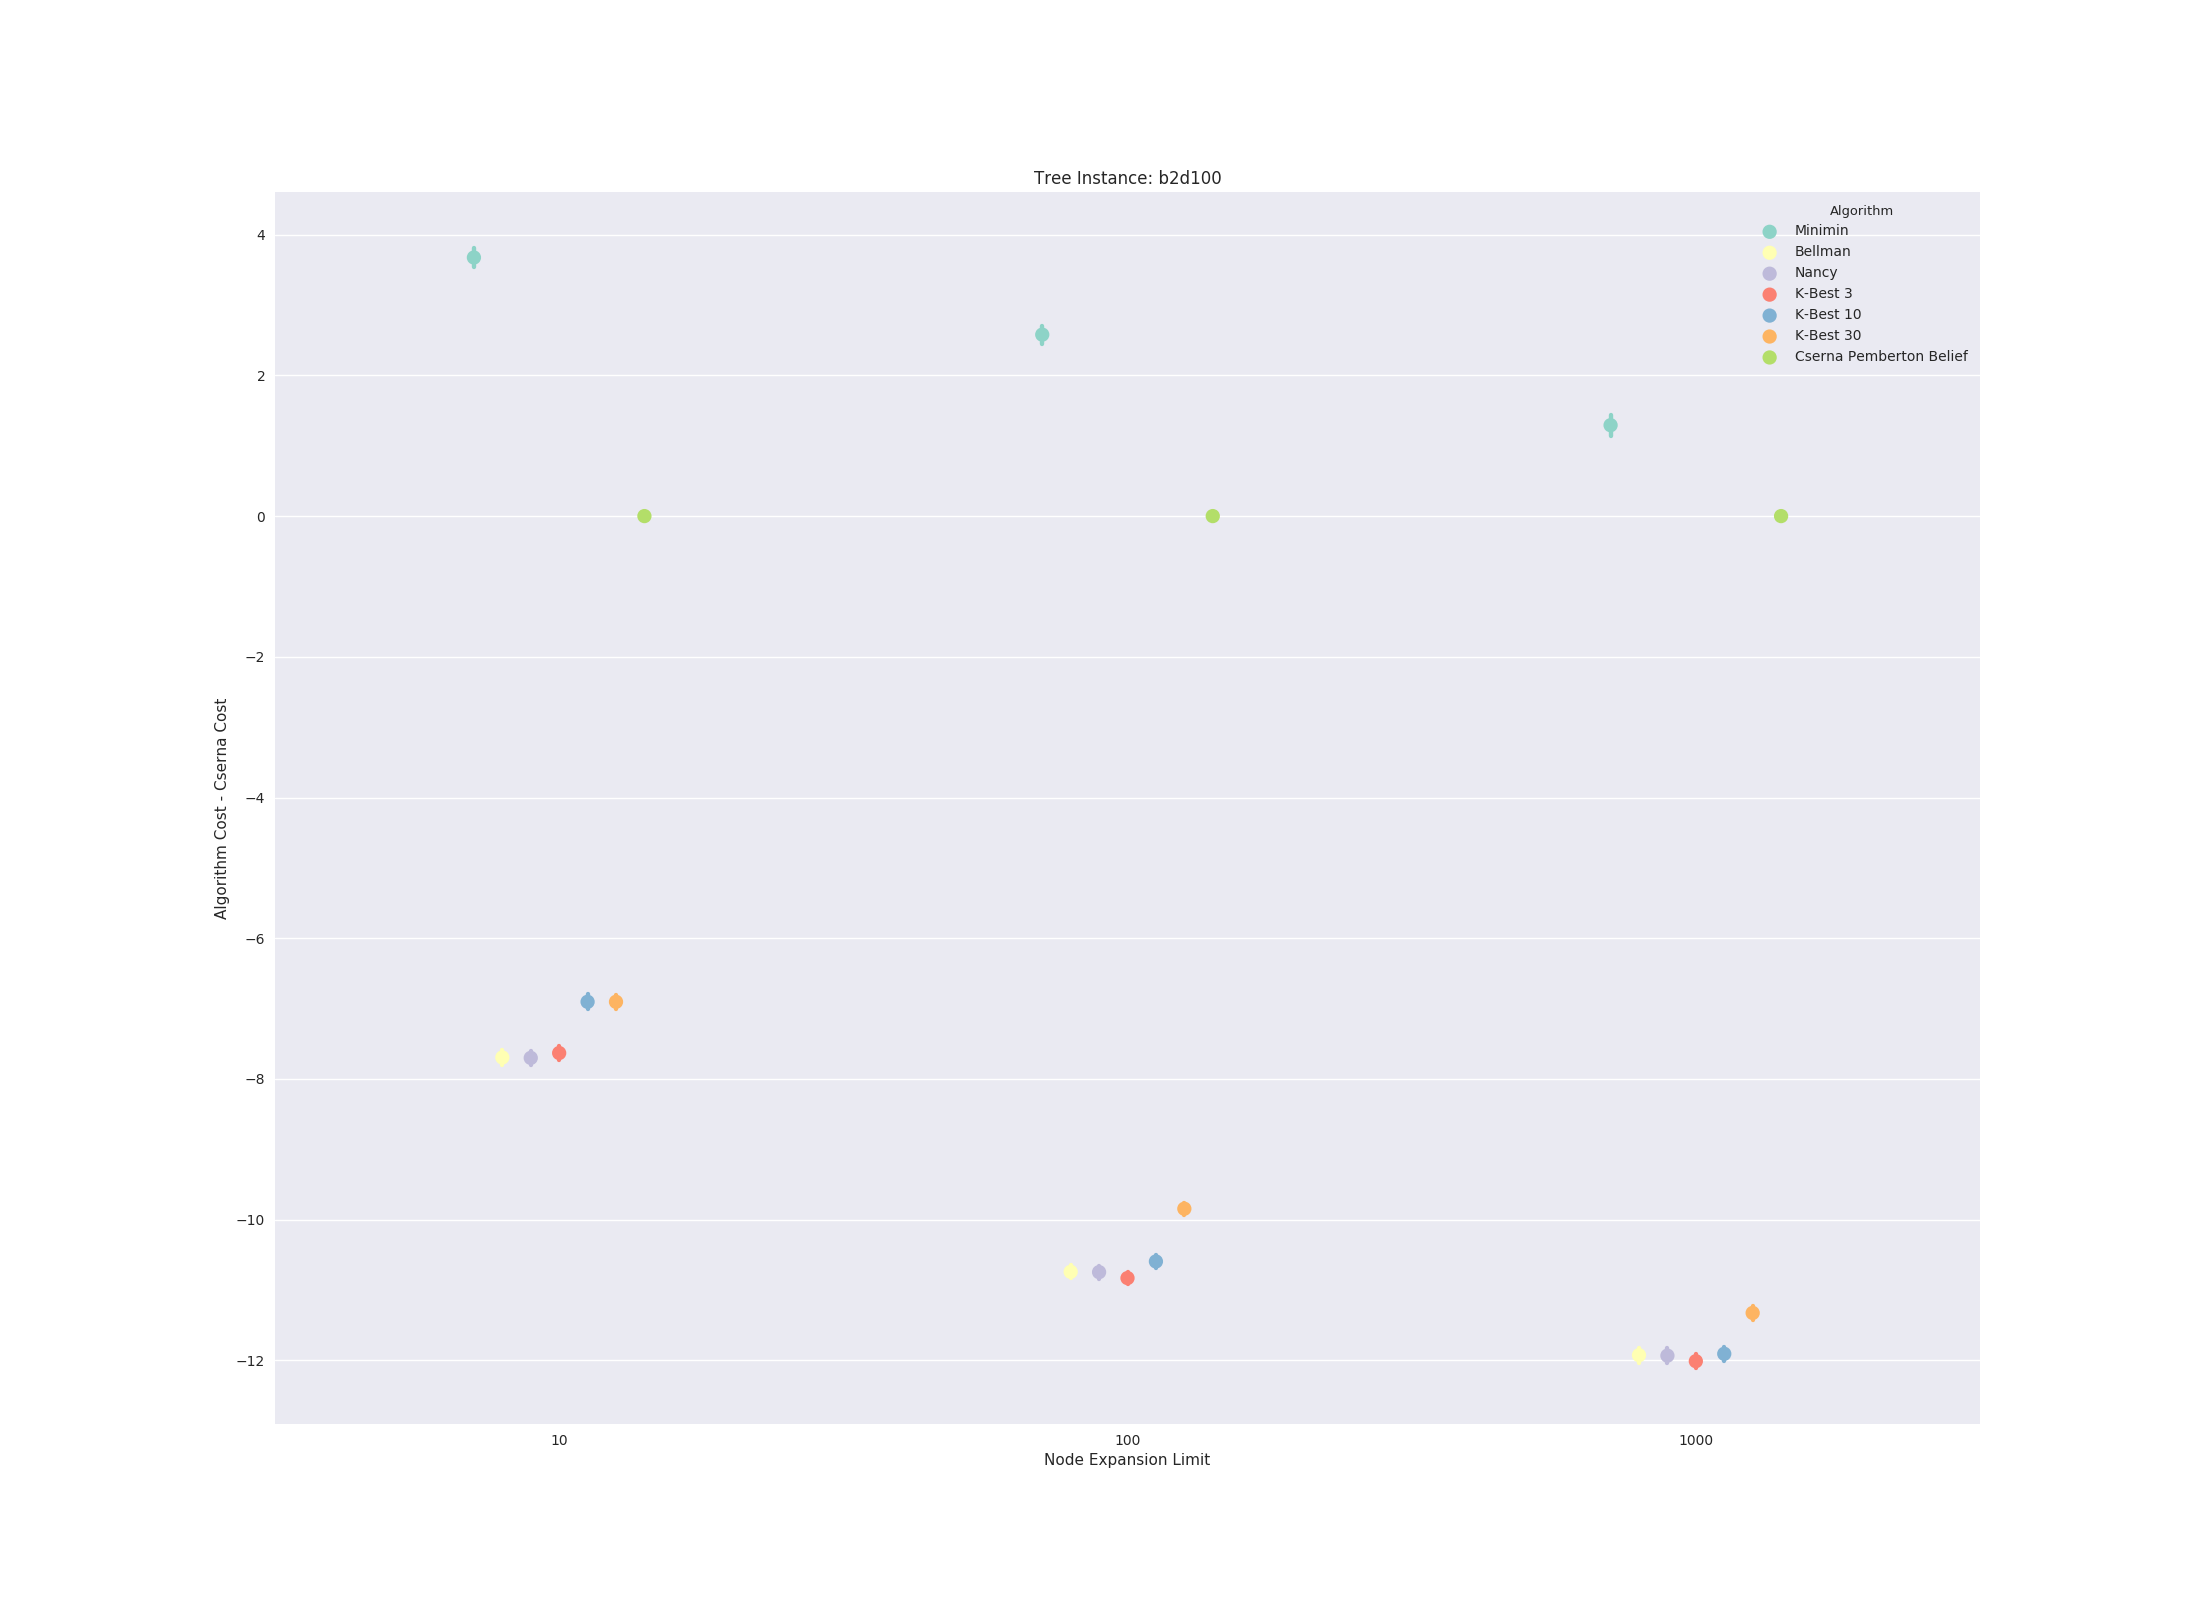 Tree Instance: b2d100
Algorithm
Minimin
Bellman
Nancy
K-Best 3
K-Best 10
K-Best 30
Cserna Pemberton Belief
4
2
0
−2
−4
−6
−8
−10
−12
Algorithm Cost - Cserna Cost
10 100 1000
Node Expansion Limit